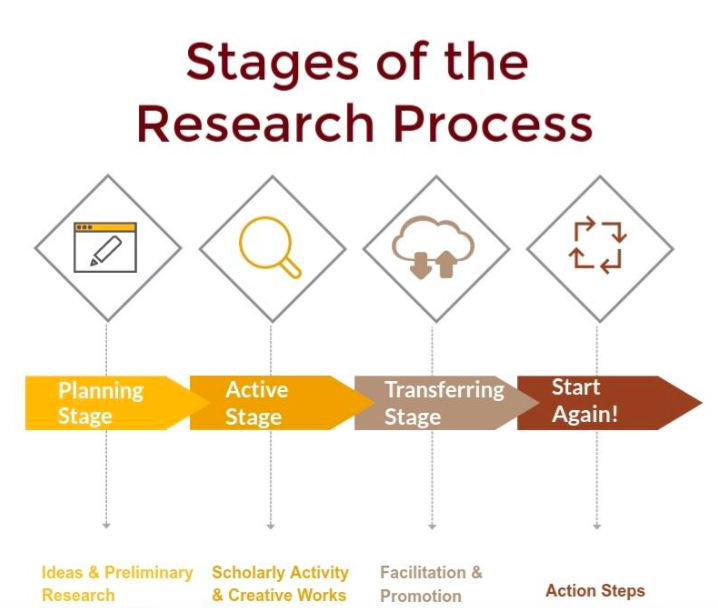 Stages of the
Research Process
Planning
Stage
Active
Stage
Transferring
Stage
Start
Again!
Ideas & Preliminary
Research
Scholarly Activity
& Creative Works
Facilitation &
Promotion
Action Steps